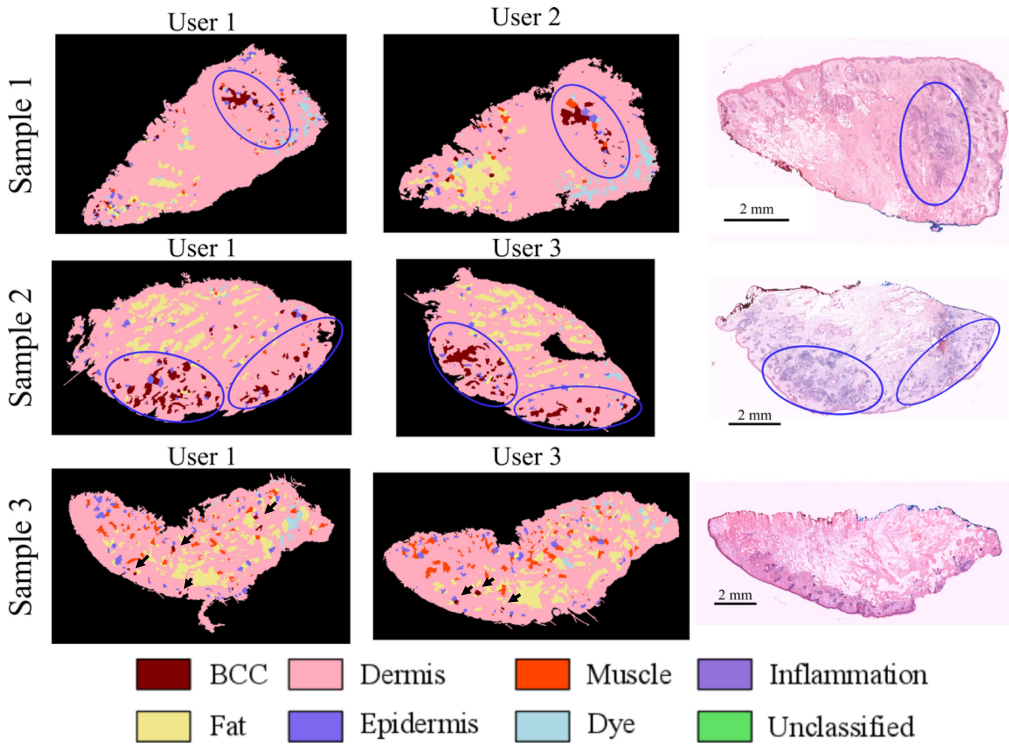 User 1
User 2
Sample 1
2 mm
User 1
User 3
Sample 2
2 mm
User 1
User 3
Sample 3
2 mm
BCC
Dermis
Muscle
Inflammation
Fat
Epidermis
Dye
Unclassified